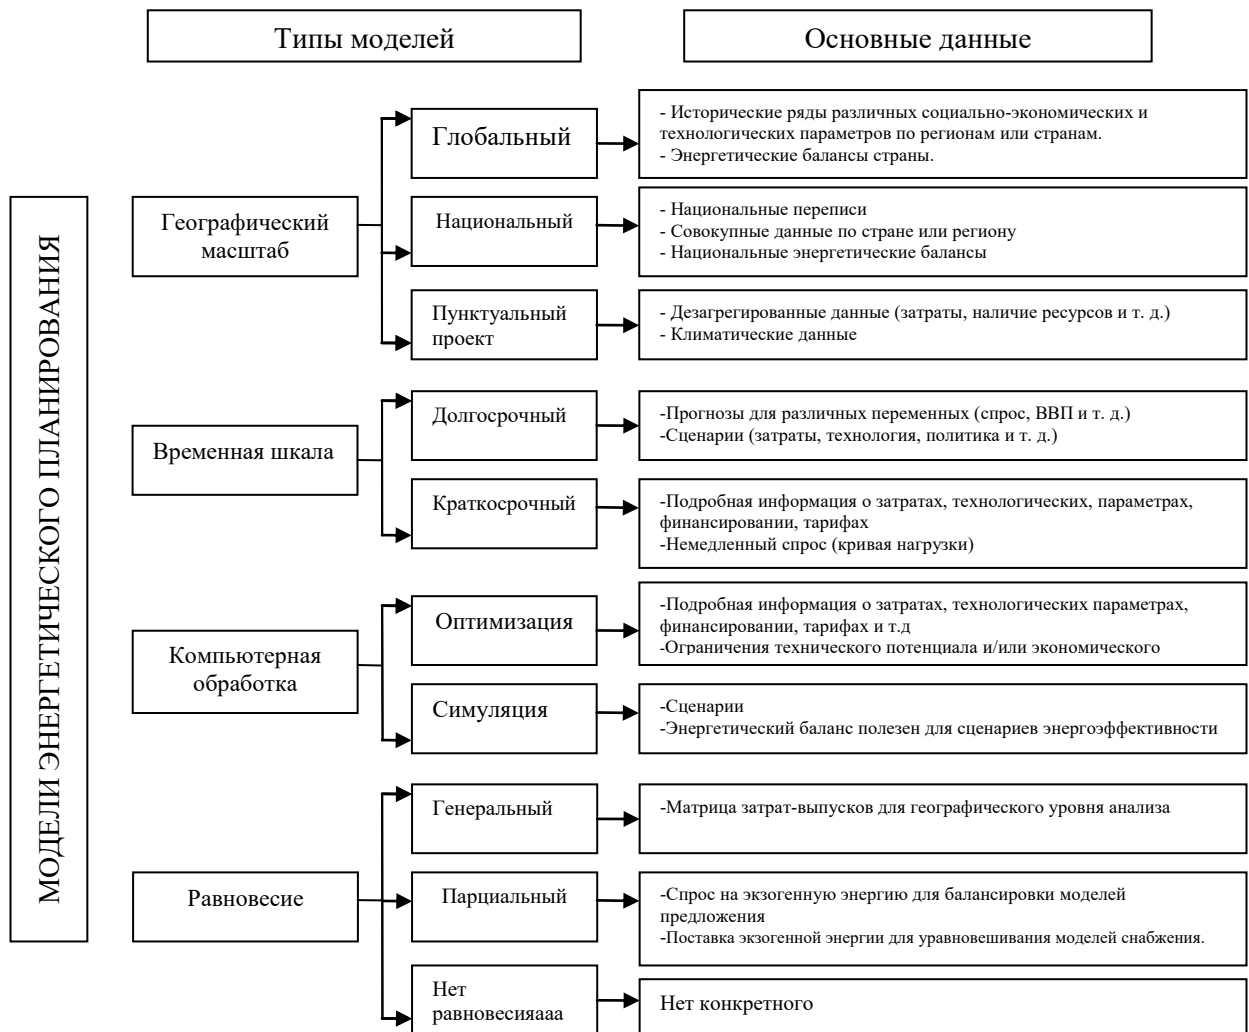 Типы моделей
Основные данные
МОДЕЛИ ЭНЕРГЕТИЧЕСКОГО ПЛАНИРОВАНИЯ
Географический
масштаб
Глобальный
- Исторические ряды различных социально-экономических и
технологических параметров по регионам или странам.
- Энергетические балансы страны.
Национальный
- Национальные переписи
- Совокупные данные по стране или региону
- Национальные энергетические балансы
Пунктуальный
проект
- Дезагрегированные данные (затраты, наличие ресурсов и т. д.)
- Климатические данные
Временная шкала
Долгосрочный
-Прогнозы для различных переменных (спрос, ВВП и т. д.)
-Сценарии (затраты, технология, политика и т. д.)
Краткосрочный
-Подробная информация о затратах, технологических, параметрах,
финансировании, тарифах
-Немедленный спрос (кривая нагрузки)
Компьютерная
обработка
Оптимизация
-Подробная информация о затратах, технологических параметрах,
финансировании, тарифах и т.д
-Ограничения технического потенциала и/или экономического
Симуляция
-Сценарии
-Энергетический баланс полезен для сценариев энергоэффективности
Равновесие
Генеральный
-Матрица затрат-выпусков для географического уровня анализа
Парциальный
-Спрос на экзогенную энергию для балансировки моделей
предложения
-Поставка экзогенной энергии для уравновешивания моделей снабжения.
Нет
равновесияааа
Нет конкретного